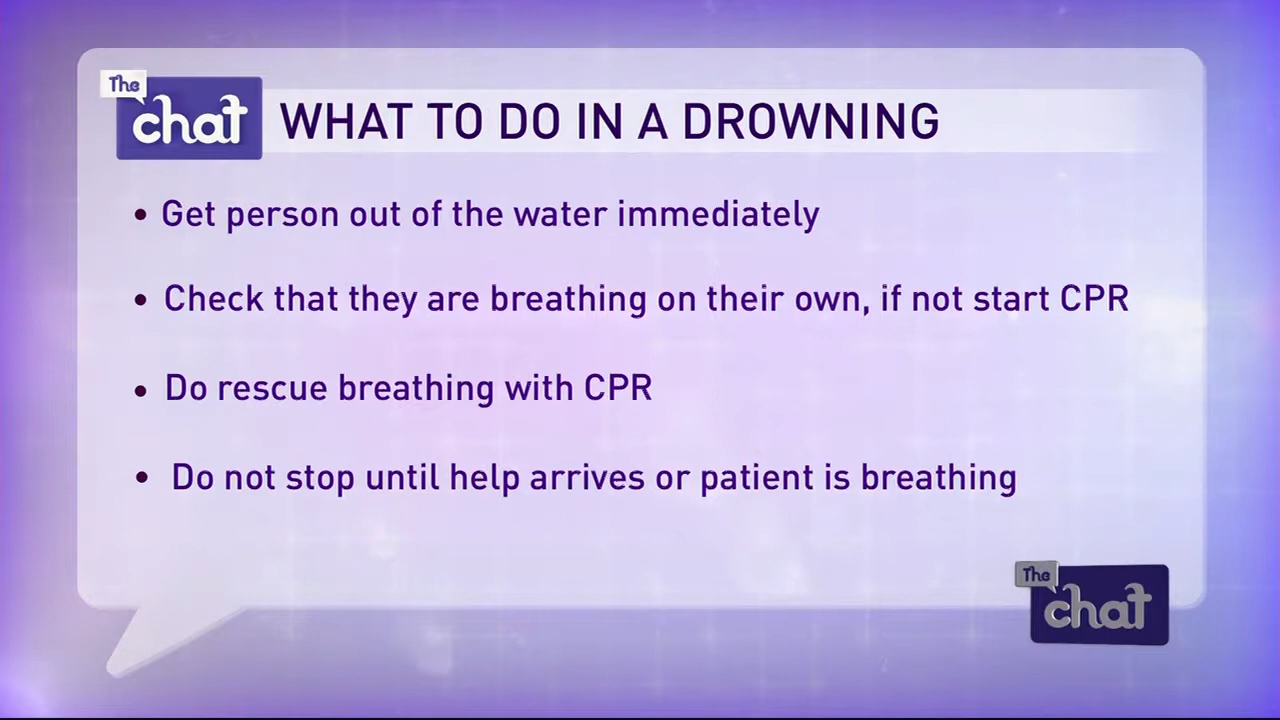 The
chat
WHAT TO DO IN A DROWNING
• Get person out of the water immediately
• Check that they are breathing on their own, if not start CPR
• Do rescue breathing with CPR
• Do not stop until help arrives or patient is breathing
The
chat